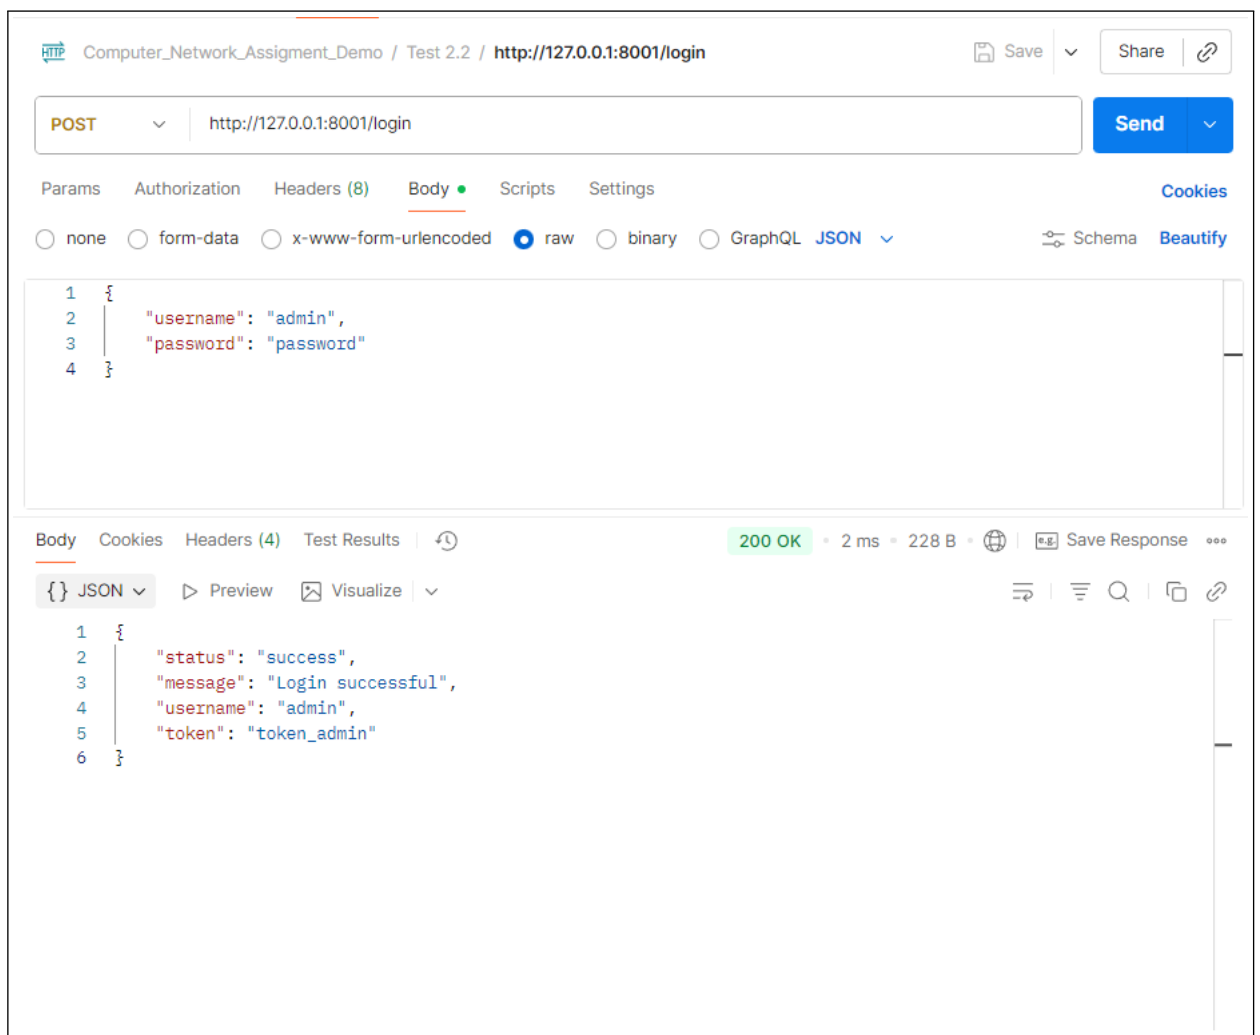 HTTP Computer_Network_Assigment_Demo / Test 2.2 / http://127.0.0.1:8001/login Save Share
POST http://127.0.0.1:8001/login Send
Params Authorization Headers (8) Body Scripts Settings Cookies
none form-data x-www-form-urlencoded raw binary GraphQL JSON Schema Beautify
1 {
2 "username": "admin",
3 "password": "password"
4 }
Body Cookies Headers (4) Test Results 200 OK 2 ms 228 B e.g. Save Response
{} JSON Preview Visualize
1 {
2 "status": "success",
3 "message": "Login successful",
4 "username": "admin",
5 "token": "token_admin"
6 }